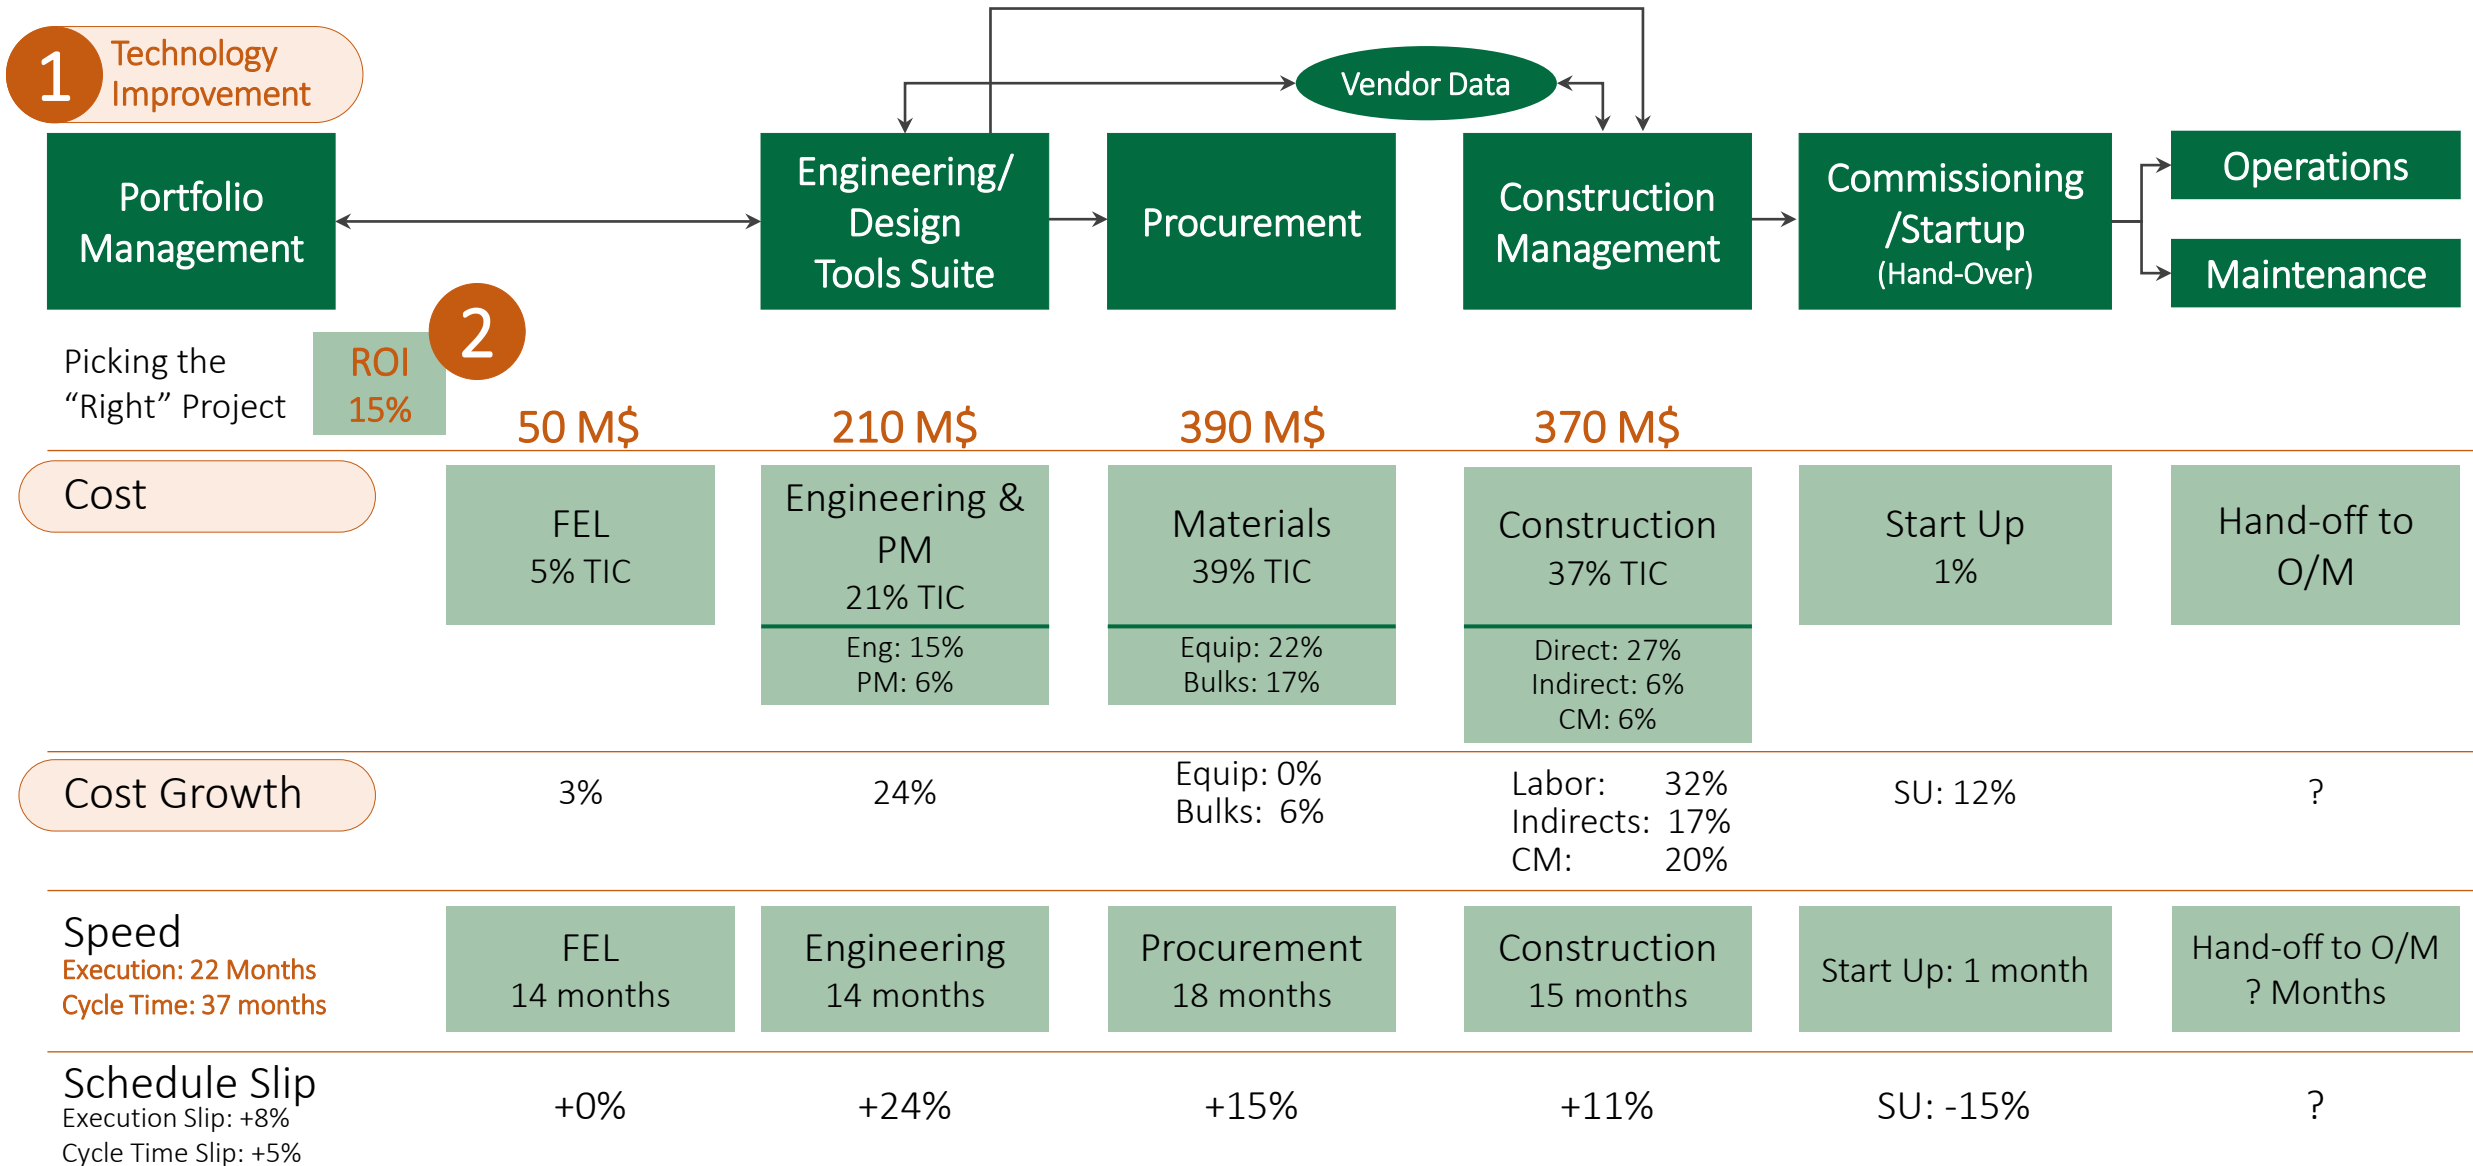 1
Technology
Improvement
Vendor Data
Portfolio
Management
Engineering/
Design
Tools Suite
Procurement
Construction
Management
Commissioning
/Startup
(Hand-Over)
Operations
Maintenance
Picking the
“Right” Project
ROI
15%
2
50 M$
210 M$
390 M$
370 M$
Cost
FEL
5% TIC
Engineering &
PM
21% TIC
Eng: 15%
PM: 6%
Materials
39% TIC
Equip: 22%
Bulks: 17%
Construction
37% TIC
Direct: 27%
Indirect: 6%
CM: 6%
Start Up
1%
Hand-off to
O/M
Cost Growth
3%
24%
Equip: 0%
Bulks: 6%
Labor: 32%
Indirects: 17%
CM: 20%
SU: 12%
?
Speed
Execution: 22 Months
Cycle Time: 37 months
FEL
14 months
Engineering
14 months
Procurement
18 months
Construction
15 months
Start Up: 1 month
Hand-off to O/M
? Months
Schedule Slip
Execution Slip: +8%
Cycle Time Slip: +5%
+0%
+24%
+15%
+11%
SU: -15%
?